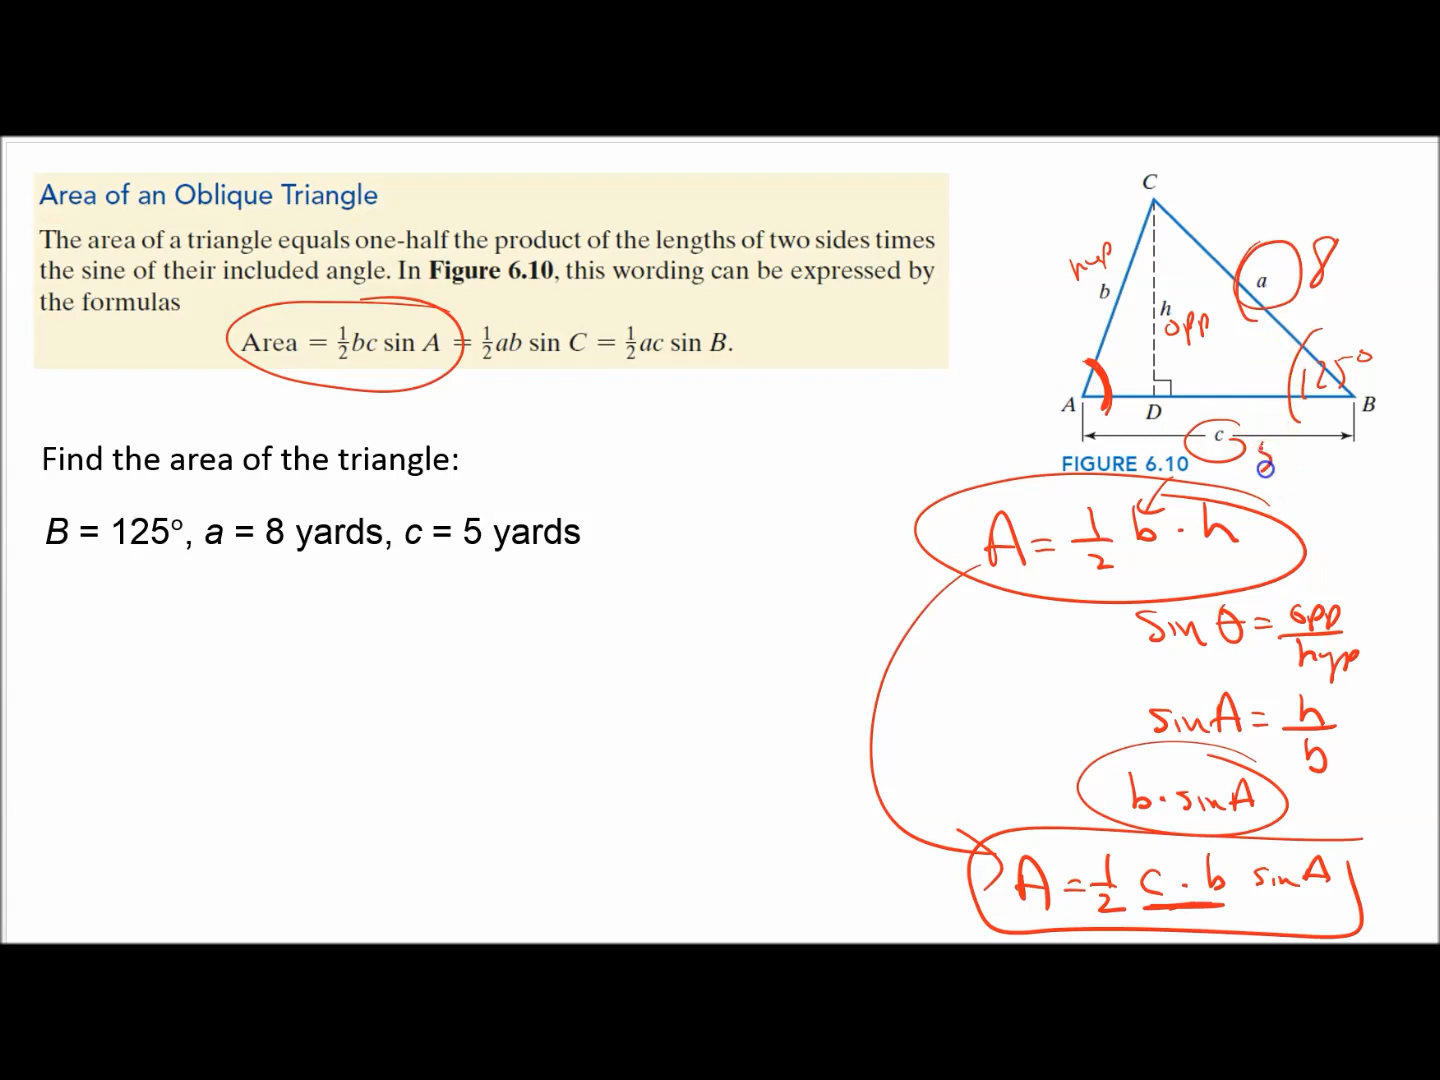 Area of an Oblique Triangle
The area of a triangle equals one-half the product of the lengths of two sides times
the sine of their included angle. In Figure 6.10, this wording can be expressed by
the formulas
Area = ½bc sin A = ½ab sin C = ½ac sin B.
Find the area of the triangle:
B = 125°, a = 8 yards, c = 5 yards
C
hyp
b
h
opp
a
8
125°
A
D
B
c
FIGURE 6.10
A = ½ b · h
sin θ = opp/hyp
sin A = h/b
b · sin A
A = ½ c · b sin A